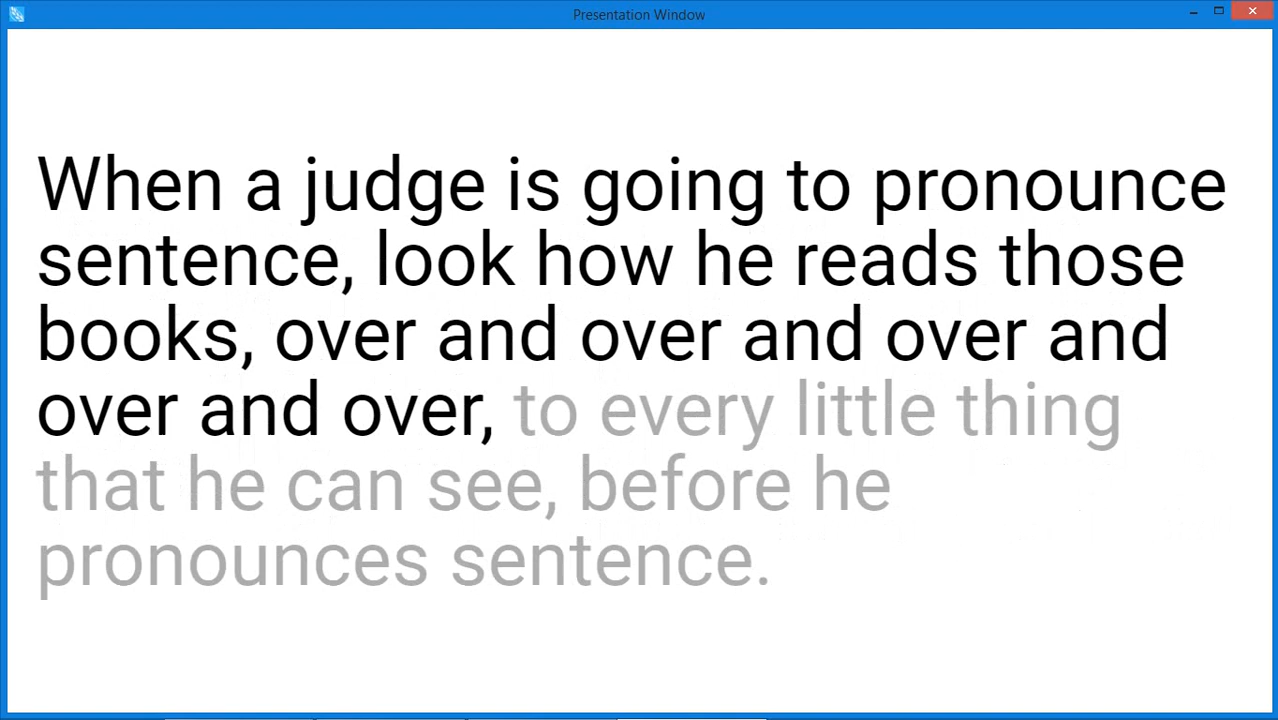 Presentation Window
When a judge is going to pronounce
sentence, look how he reads those
books, over and over and over and
over and over, to every little thing
that he can see, before he
pronounces sentence.